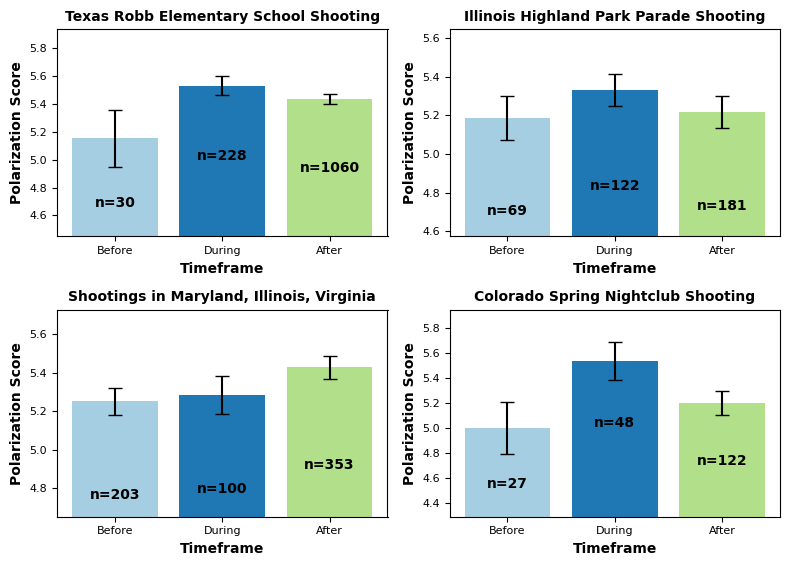 Texas Robb Elementary School Shooting
Polarization Score
5.8
5.6
5.4
5.2
5.0
4.8
4.6
n=30
n=228
n=1060
Before
During
After
Timeframe
Illinois Highland Park Parade Shooting
Polarization Score
5.6
5.4
5.2
5.0
4.8
4.6
n=69
n=122
n=181
Before
During
After
Timeframe
Shootings in Maryland, Illinois, Virginia
Polarization Score
5.6
5.4
5.2
5.0
4.8
n=203
n=100
n=353
Before
During
After
Timeframe
Colorado Spring Nightclub Shooting
Polarization Score
5.8
5.6
5.4
5.2
5.0
4.8
4.6
4.4
n=27
n=48
n=122
Before
During
After
Timeframe